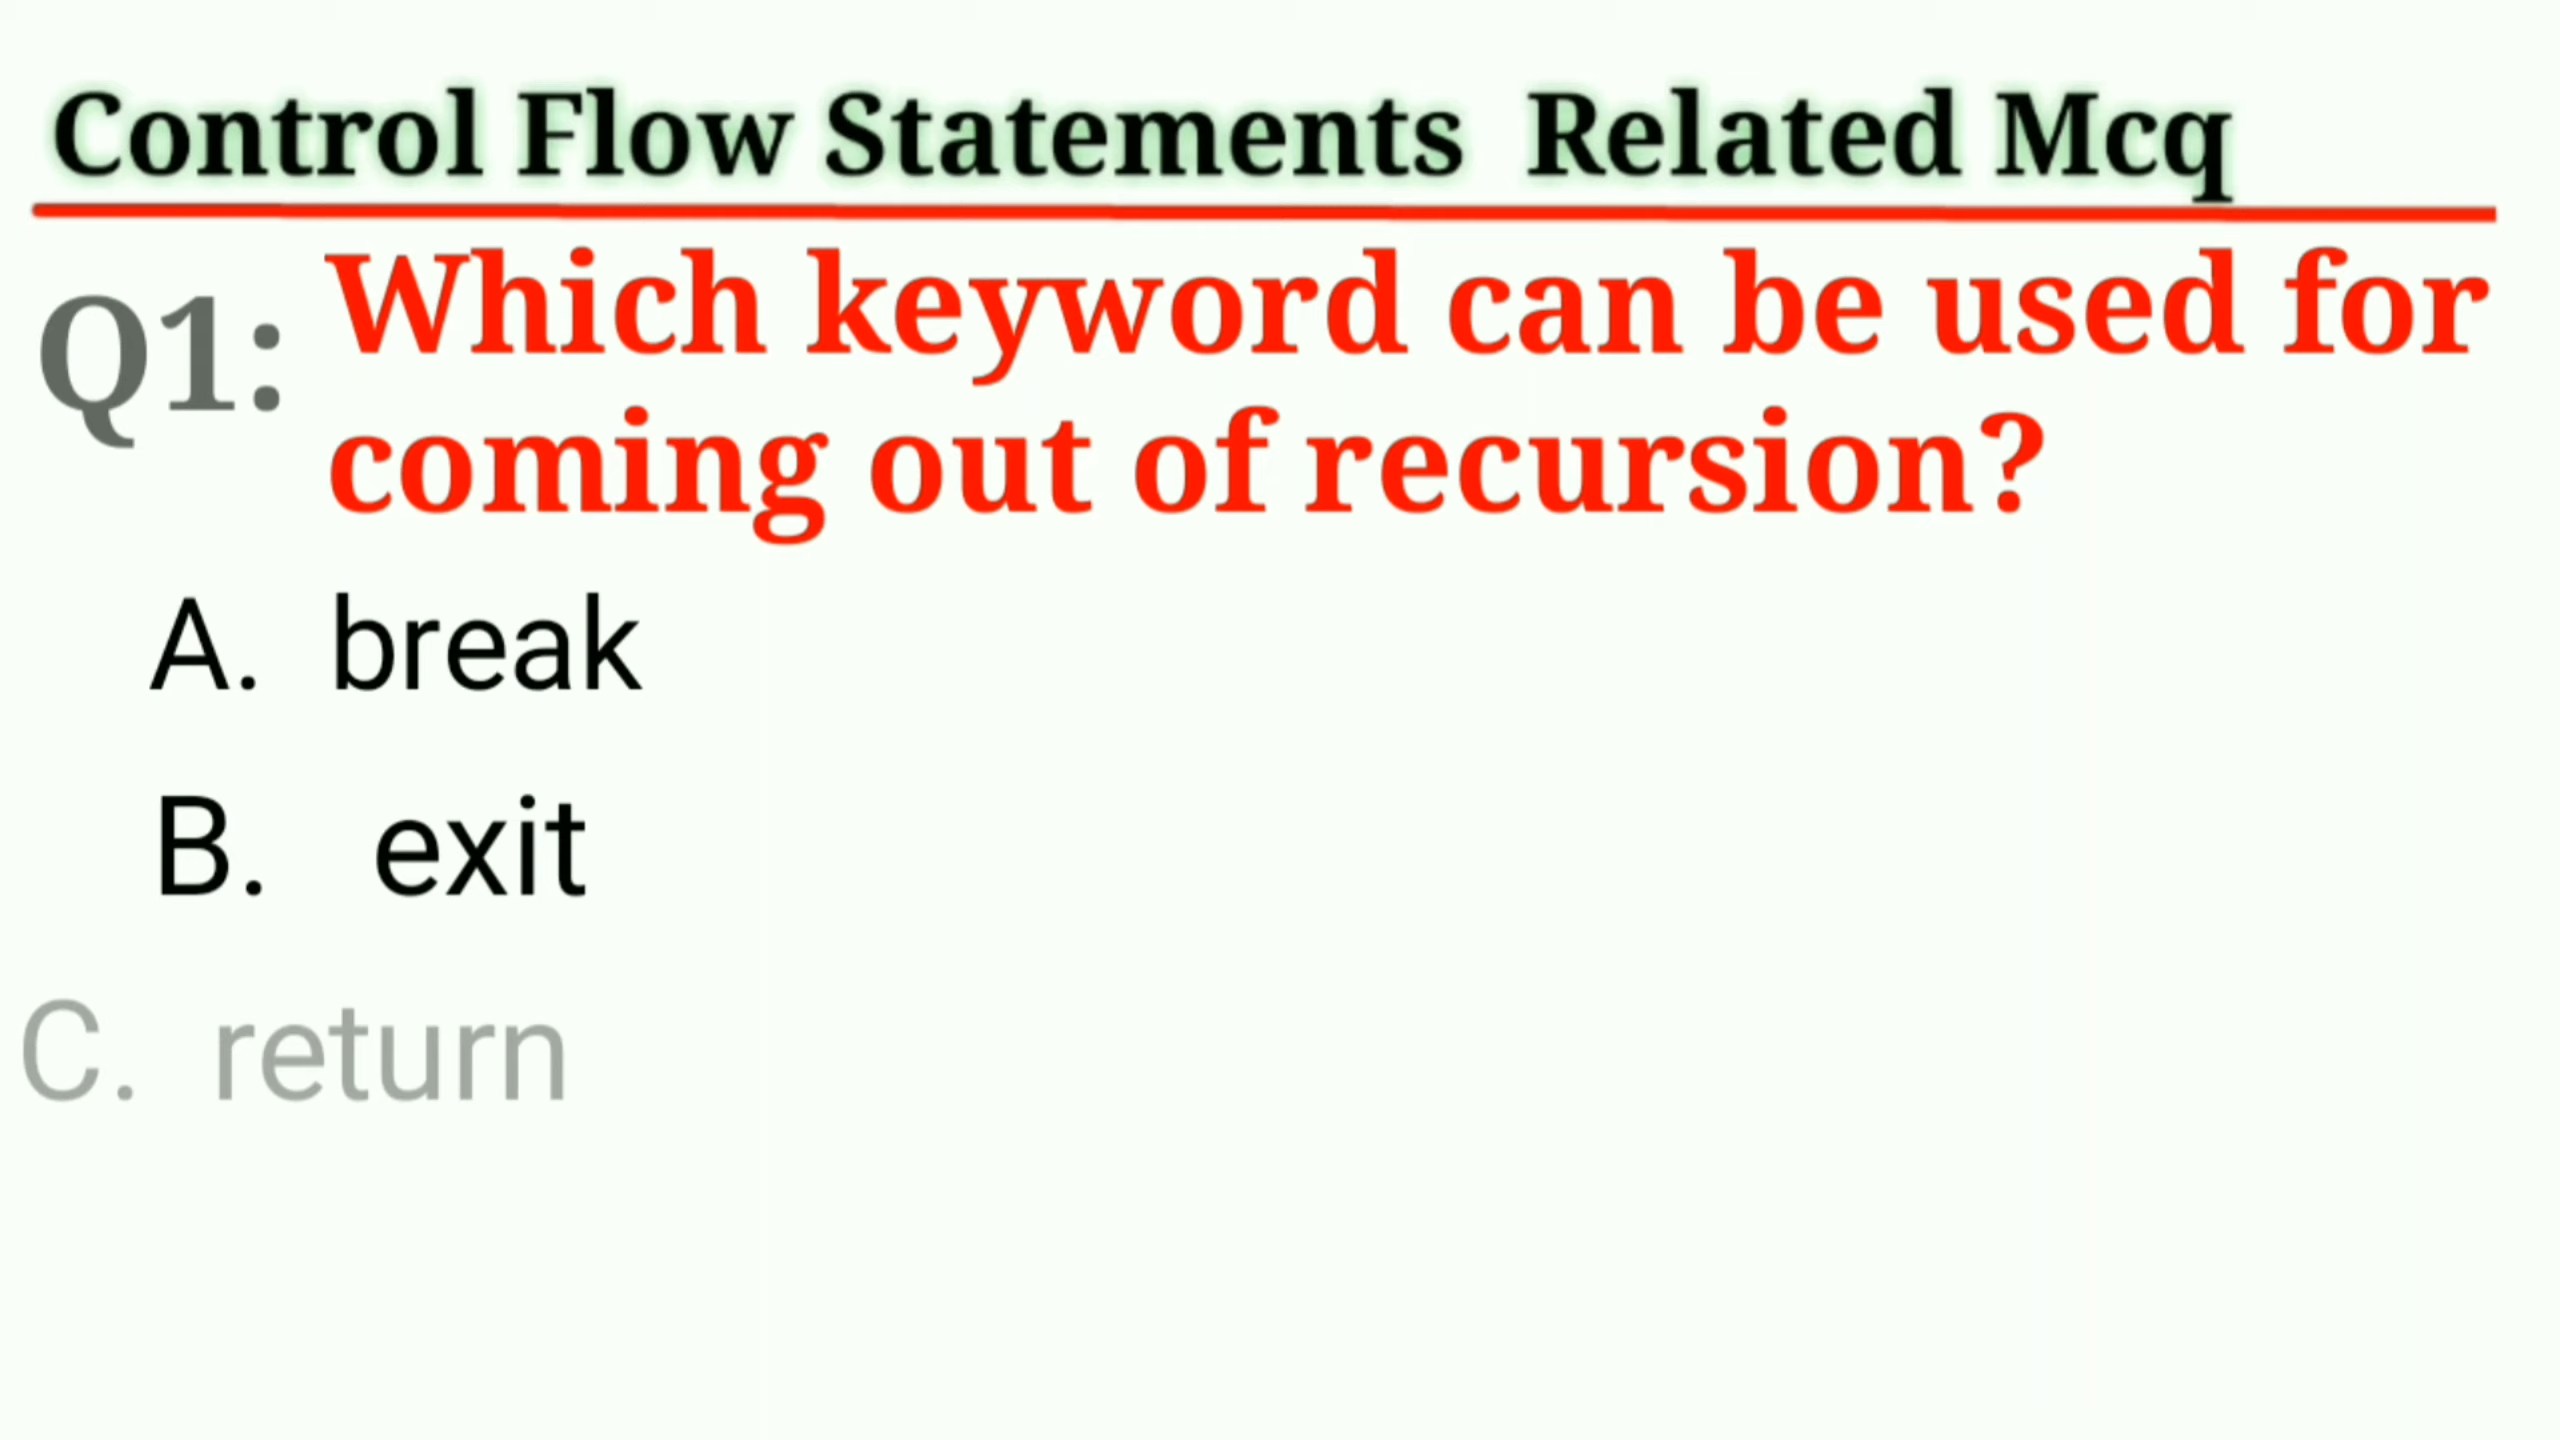 Control Flow Statements Related Mcq
Q1: Which keyword can be used for
coming out of recursion?
A. break
B. exit
C. return